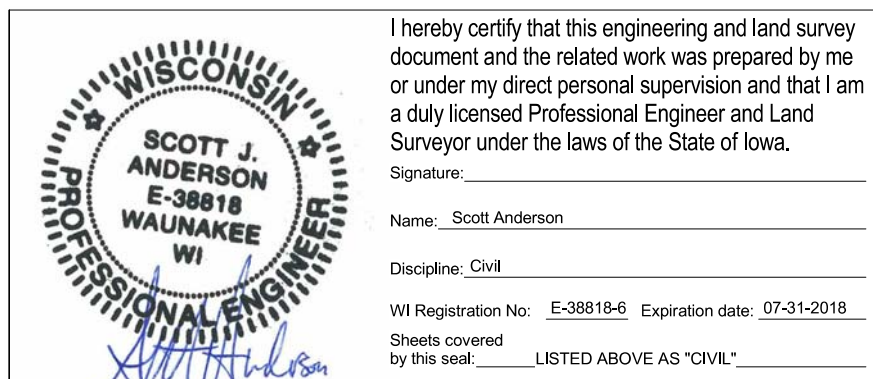 WISCONSIN
SCOTT J.
ANDERSON
E-38818
WAUNAKEE
WI
PROFESSIONAL ENGINEER
I hereby certify that this engineering and land survey
document and the related work was prepared by me
or under my direct personal supervision and that I am
a duly licensed Professional Engineer and Land
Surveyor under the laws of the State of Iowa.
Signature:
Name: Scott Anderson
Discipline: Civil
WI Registration No: E-38818-6 Expiration date: 07-31-2018
Sheets covered
by this seal: LISTED ABOVE AS "CIVIL"